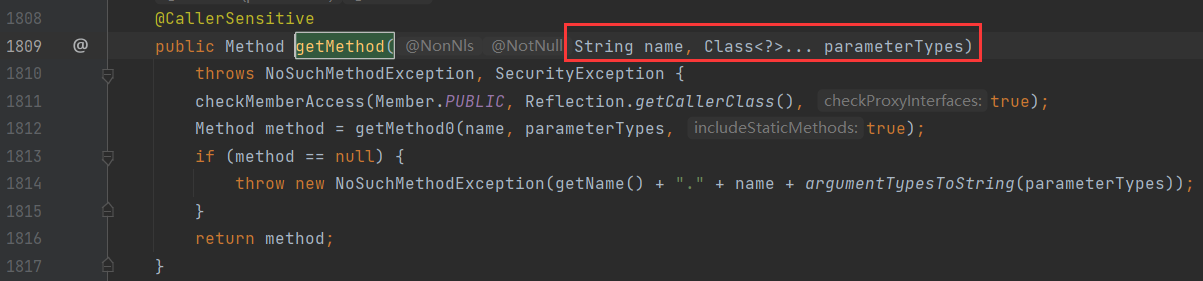 1808 @CallerSensitive
1809 @ public Method getMethod( @NonNls @NotNull String name, Class<?>... parameterTypes)
1810 throws NoSuchMethodException, SecurityException {
1811 checkMemberAccess(Member.PUBLIC, Reflection.getCallerClass(), checkProxyInterfaces: true);
1812 Method method = getMethod0(name, parameterTypes, includeStaticMethods: true);
1813 if (method == null) {
1814 throw new NoSuchMethodException(getName() + "." + name + argumentTypesToString(parameterTypes));
1815 }
1816 return method;
1817 }